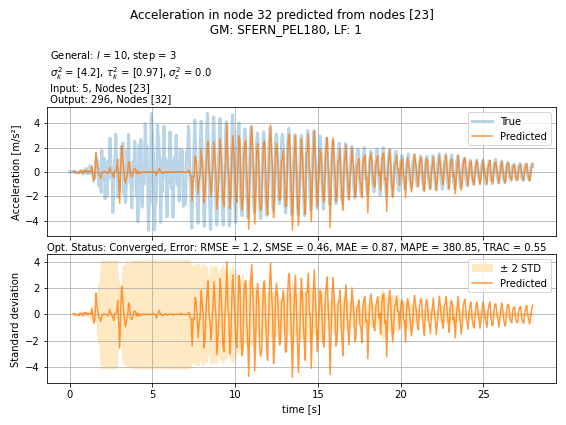 Acceleration in node 32 predicted from nodes [23]
GM: SFERN_PEL180, LF: 1
General: l = 10, step = 3
σ²ₖ = [4.2], τ²ₖ = [0.97], σ²ε = 0.0
Input: 5, Nodes [23]
Output: 296, Nodes [32]
True
Predicted
Acceleration [m/s²]
4
2
0
−2
−4
Opt. Status: Converged, Error: RMSE = 1.2, SMSE = 0.46, MAE = 0.87, MAPE = 380.85, TRAC = 0.55
± 2 STD
Predicted
Standard deviation
4
2
0
−2
−4
0 5 10 15 20 25
time [s]